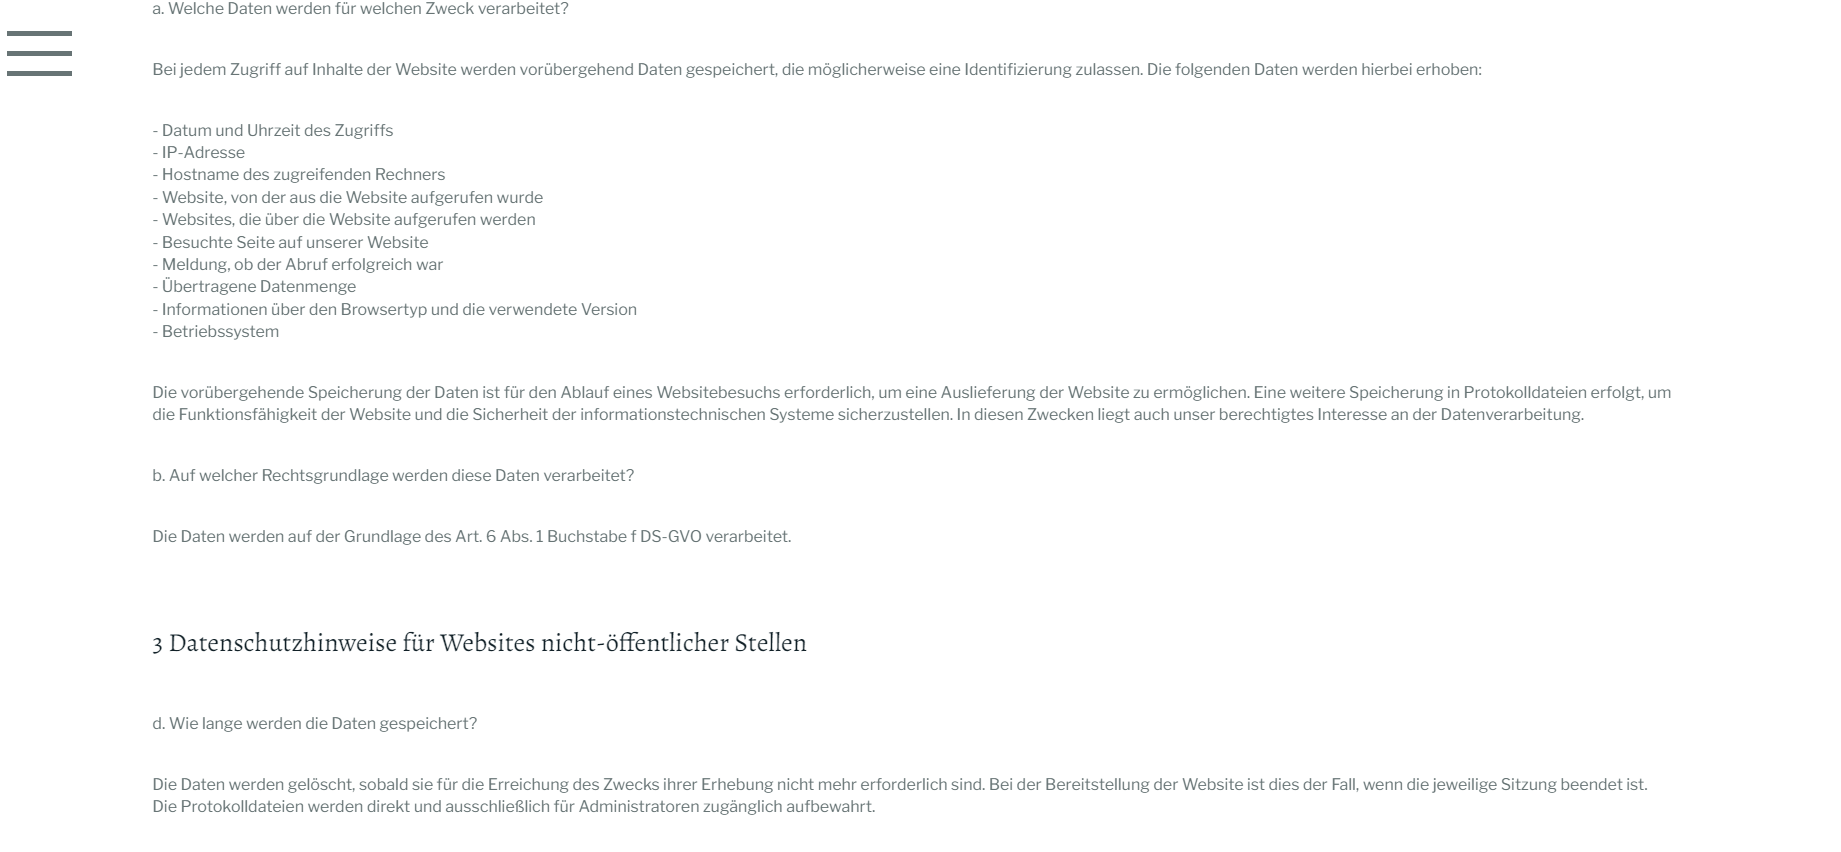 a. Welche Daten werden für welchen Zweck verarbeitet?
Bei jedem Zugriff auf Inhalte der Website werden vorübergehend Daten gespeichert, die möglicherweise eine Identifizierung zulassen. Die folgenden Daten werden hierbei erhoben:
- Datum und Uhrzeit des Zugriffs
- IP-Adresse
- Hostname des zugreifenden Rechners
- Website, von der aus die Website aufgerufen wurde
- Websites, die über die Website aufgerufen werden
- Besuchte Seite auf unserer Website
- Meldung, ob der Abruf erfolgreich war
- Übertragene Datenmenge
- Informationen über den Browsertyp und die verwendete Version
- Betriebssystem
Die vorübergehende Speicherung der Daten ist für den Ablauf eines Websitebesuchs erforderlich, um eine Auslieferung der Website zu ermöglichen. Eine weitere Speicherung in Protokolldateien erfolgt, um
die Funktionsfähigkeit der Website und die Sicherheit der informationstechnischen Systeme sicherzustellen. In diesen Zwecken liegt auch unser berechtigtes Interesse an der Datenverarbeitung.
b. Auf welcher Rechtsgrundlage werden diese Daten verarbeitet?
Die Daten werden auf der Grundlage des Art. 6 Abs. 1 Buchstabe f DS-GVO verarbeitet.
3 Datenschutzhinweise für Websites nicht-öffentlicher Stellen
d. Wie lange werden die Daten gespeichert?
Die Daten werden gelöscht, sobald sie für die Erreichung des Zwecks ihrer Erhebung nicht mehr erforderlich sind. Bei der Bereitstellung der Website ist dies der Fall, wenn die jeweilige Sitzung beendet ist.
Die Protokolldateien werden direkt und ausschließlich für Administratoren zugänglich aufbewahrt.